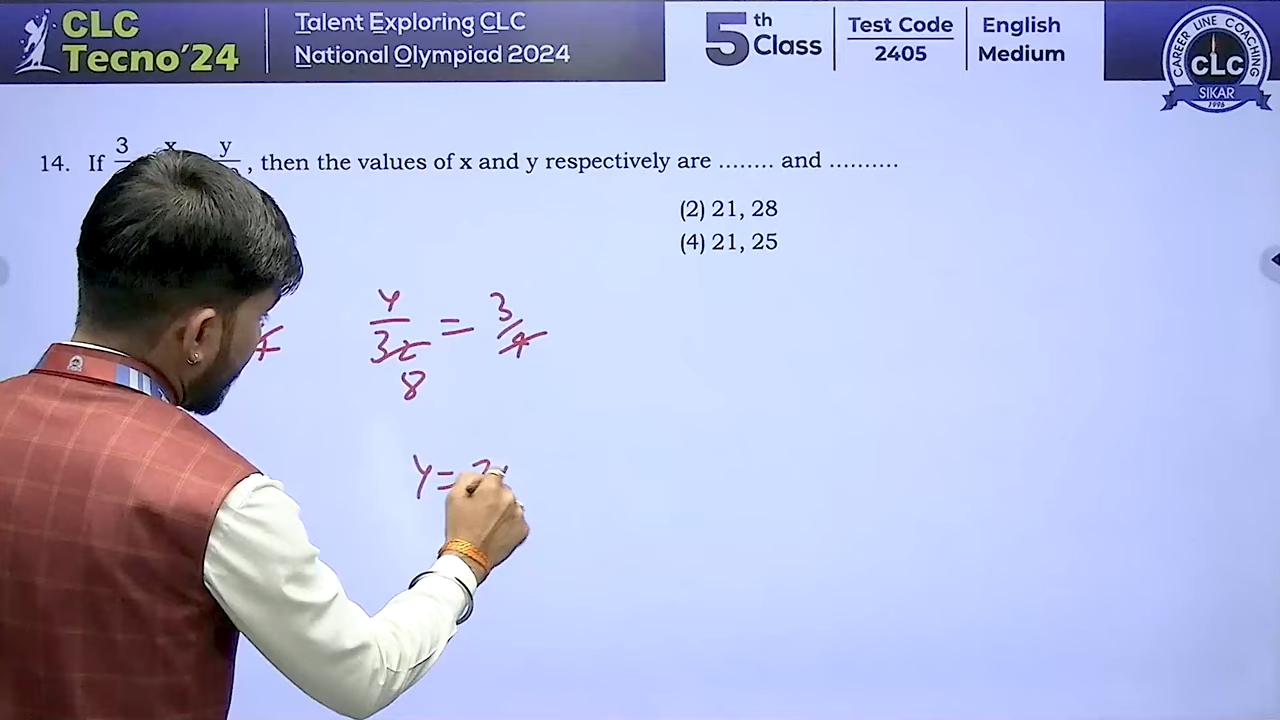 CLC
Tecno'24
Talent Exploring CLC
National Olympiad 2024
5th Class
Test Code
2405
English
Medium
CAREER LINE COACHING
CLC
SIKAR
1996
14. If 3 x y , then the values of x and y respectively are ........ and ..........
(2) 21, 28
(4) 21, 25
y/32 = 3/4
8
y =